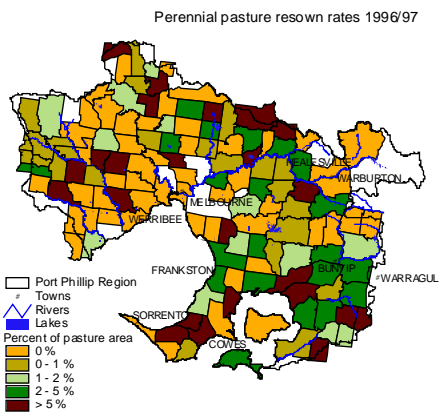 Perennial pasture resown rates 1996/97
HEALESVILLE
WARBURTON
MELBOURNE
WERRIBEE
FRANKSTON
BUNYIP
#WARRAGUL
SORRENTO
COWES
Port Phillip Region
# Towns
Rivers
Lakes
Percent of pasture area
0 %
0 - 1 %
1 - 2 %
2 - 5 %
> 5 %